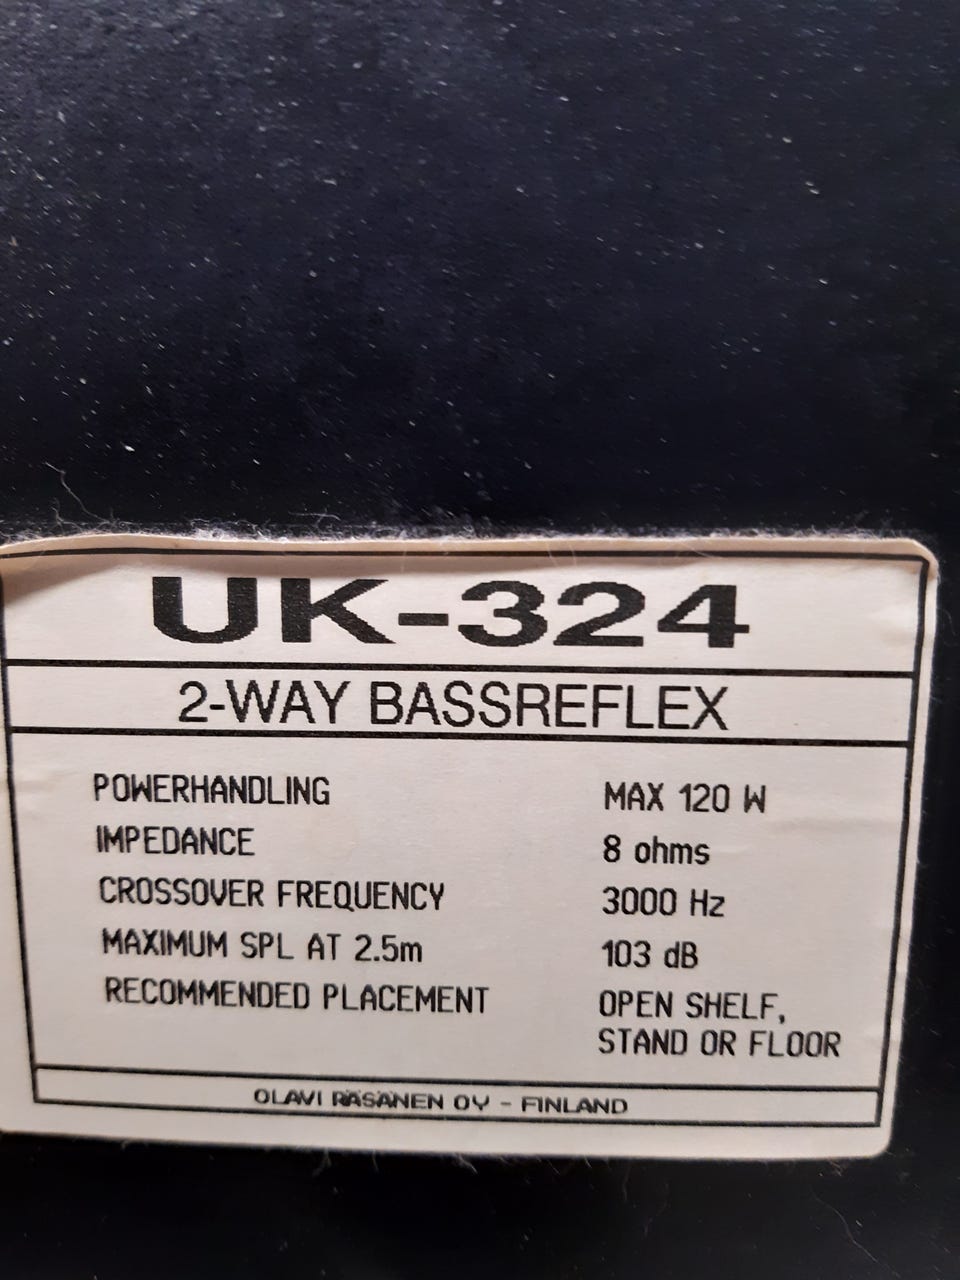 UK-324
2-WAY BASSREFLEX
POWERHANDLING MAX 120 W
IMPEDANCE 8 ohms
CROSSOVER FREQUENCY 3000 Hz
MAXIMUM SPL AT 2.5m 103 dB
RECOMMENDED PLACEMENT OPEN SHELF,
STAND OR FLOOR
OLAVI RÄSÄNEN OY - FINLAND